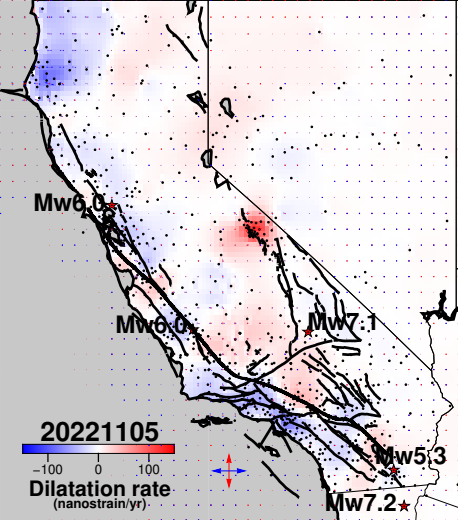 Mw6.0
Mw6.0
Mw7.1
20221105
−100 0 100
Dilatation rate
(nanostrain/yr)
Mw5.3
Mw7.2